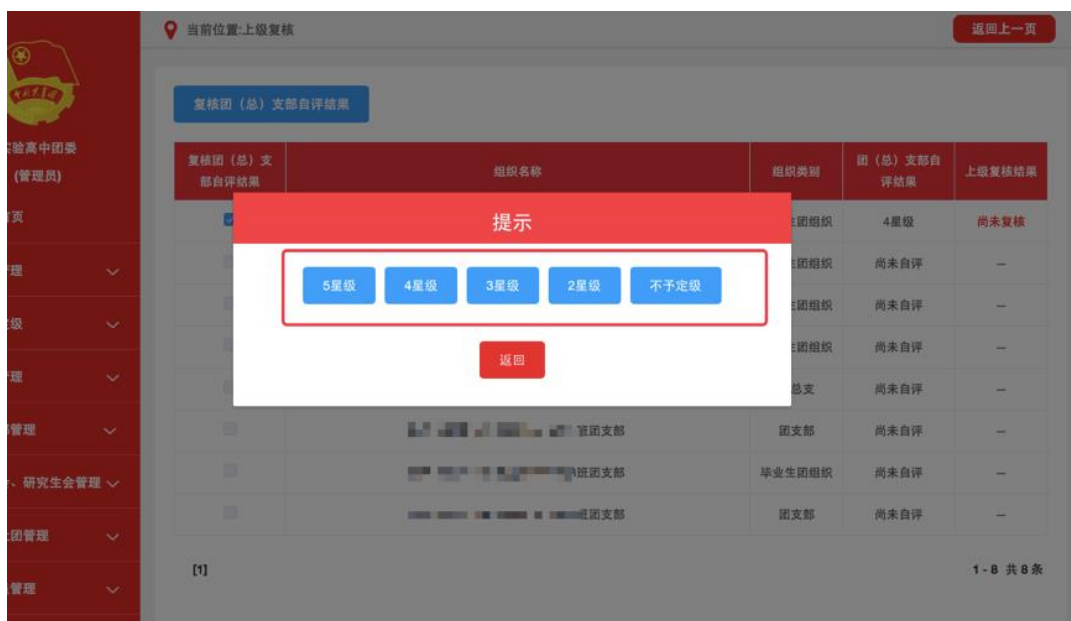 当前位置:上级复核
返回上一页
实验高中团委
(管理员)
复核团（总）支部自评结果
复核团（总）支部自评结果 组织名称 组织类别 团（总）支部自评结果 上级复核结果
提示
5星级 4星级 3星级 2星级 不予定级
返回
生团组织 4星级 尚未复核
生团组织 尚未自评 —
生团组织 尚未自评 —
生团组织 尚未自评 —
总支 尚未自评 —
班团支部 团支部 尚未自评 —
班团支部 毕业生团组织 尚未自评 —
班团支部 团支部 尚未自评 —
页
理
级
理
管理
、研究生会管理
团管理
管理
[1]
1-8 共8条